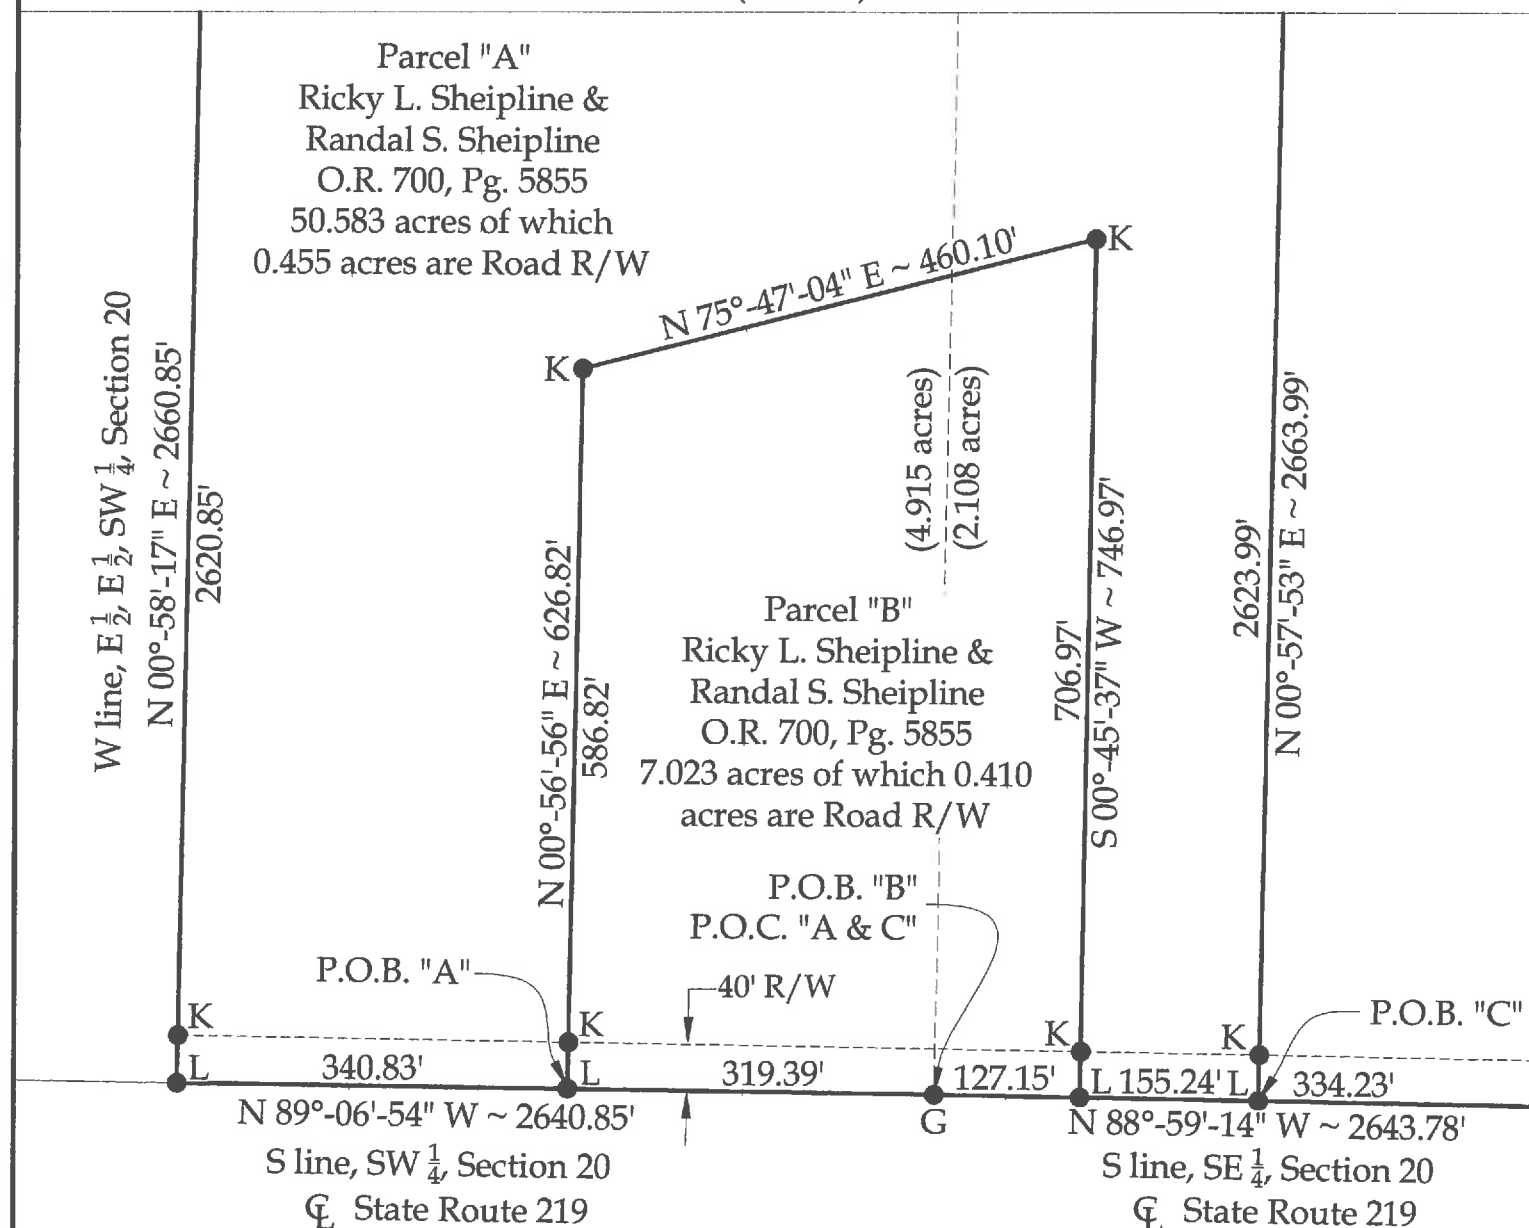 Parcel "A"
Ricky L. Sheipline &
Randal S. Sheipline
O.R. 700, Pg. 5855
50.583 acres of which
0.455 acres are Road R/W
W line, E 1/2, E 1/2, SW 1/4, Section 20
N 00°-58'-17" E ~ 2660.85'
2620.85'
K
N 75°-47'-04" E ~ 460.10'
K
(4.915 acres)
(2.108 acres)
N 00°-56'-56" E ~ 626.82'
586.82'
Parcel "B"
Ricky L. Sheipline &
Randal S. Sheipline
O.R. 700, Pg. 5855
7.023 acres of which 0.410
acres are Road R/W
706.97'
S 00°-45'-37" W ~ 746.97'
2623.99'
N 00°-57'-53" E ~ 2663.99'
P.O.B. "B"
P.O.C. "A & C"
P.O.B. "A"
40' R/W
P.O.B. "C"
K
K
K
K
L
340.83'
L
319.39'
127.15'
L
155.24'
L
334.23'
G
N 89°-06'-54" W ~ 2640.85'
S line, SW 1/4, Section 20
℄ State Route 219
N 88°-59'-14" W ~ 2643.78'
S line, SE 1/4, Section 20
℄ State Route 219